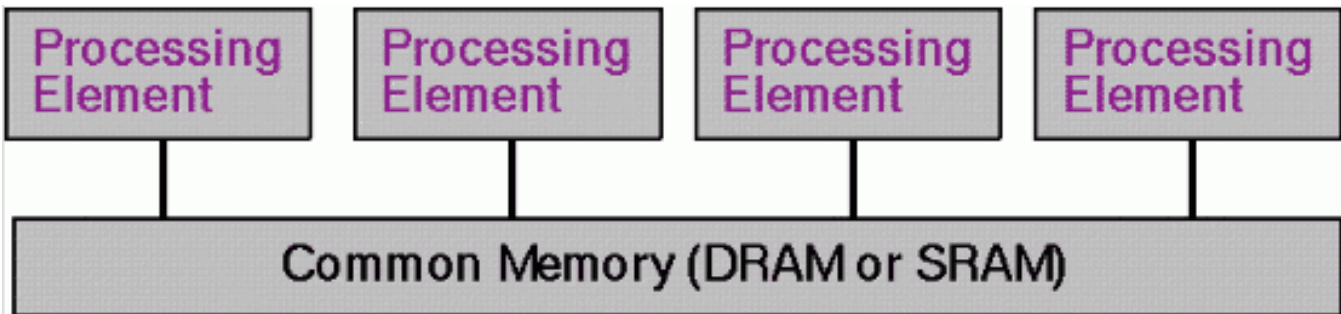 Processing
Element
Processing
Element
Processing
Element
Processing
Element
Common Memory (DRAM or SRAM)